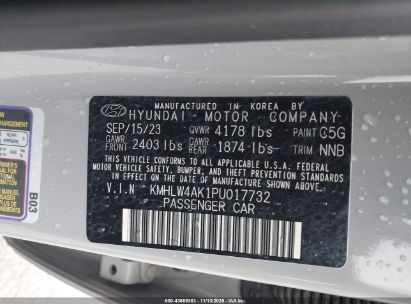 MANUFACTURED IN KOREA BY
HYUNDAI MOTOR COMPANY
SEP/15/23 GVWR 4178 lbs PAINT C5G
GAWR FRONT 2403 lbs GAWR REAR 1874 lbs TRIM NNB
THIS VEHICLE CONFORMS TO ALL APPLICABLE U.S.A. FEDERAL
MOTOR VEHICLE SAFETY, BUMPER, AND THEFT PREVENTION
STANDARDS IN EFFECT ON THE DATE OF MANUFACTURE SHOWN ABOVE.
V.I.N : KMHLW4AK1PU017732
PASSENGER CAR
B03